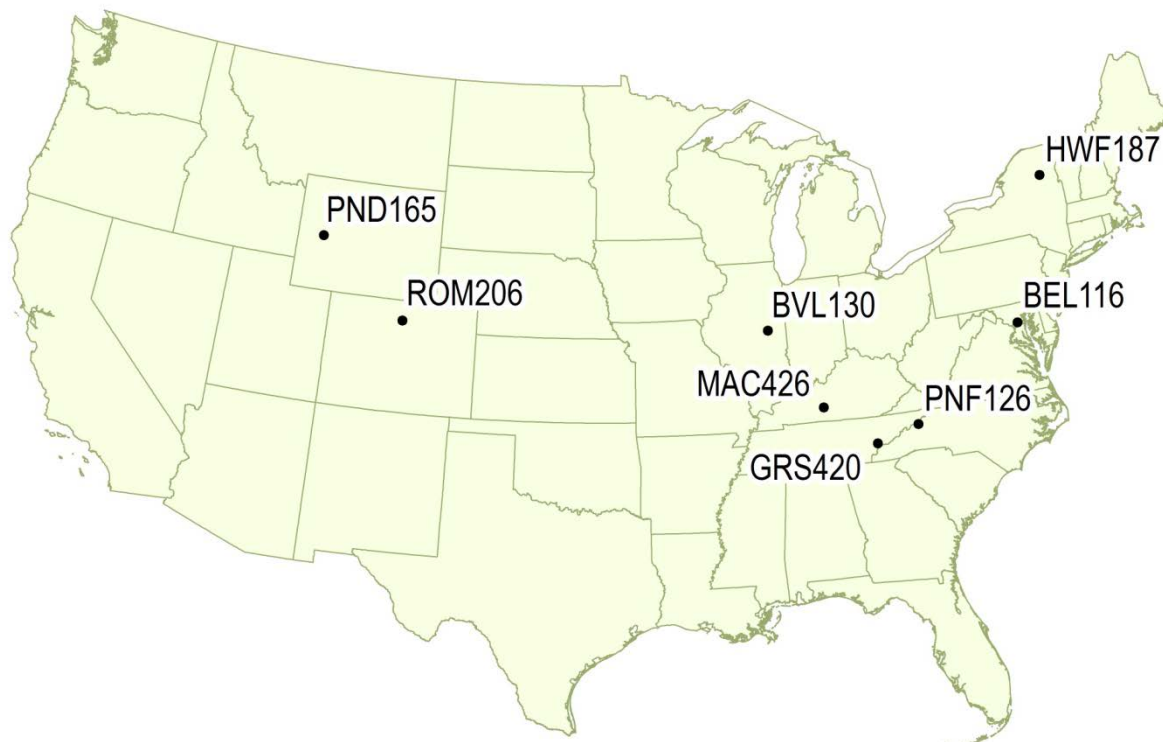 HWF187
PND165
ROM206
BVL130
BEL116
MAC426
PNF126
GRS420